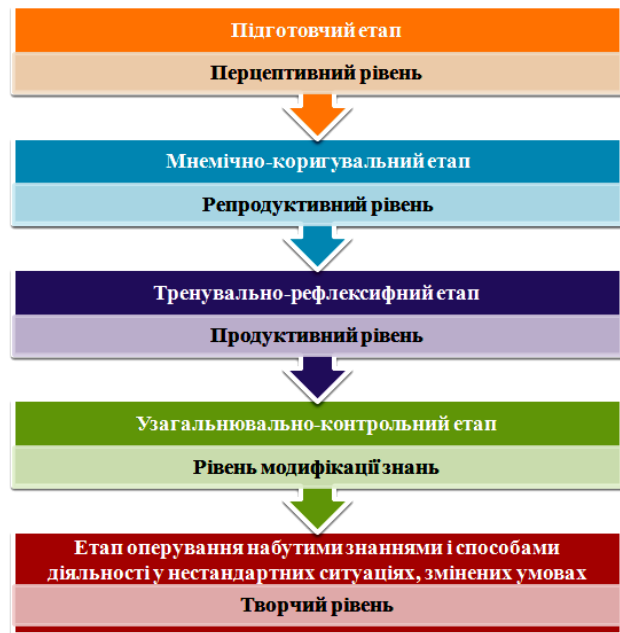 Підготовчий етап
Перцептивний рівень
Мнемічно-коригувальний етап
Репродуктивний рівень
Тренувально-рефлексифний етап
Продуктивний рівень
Узагальнювально-контрольний етап
Рівень модифікації знань
Етап оперування набутими знаннями і способами
діяльності у нестандартних ситуаціях, змінених умовах
Творчий рівень